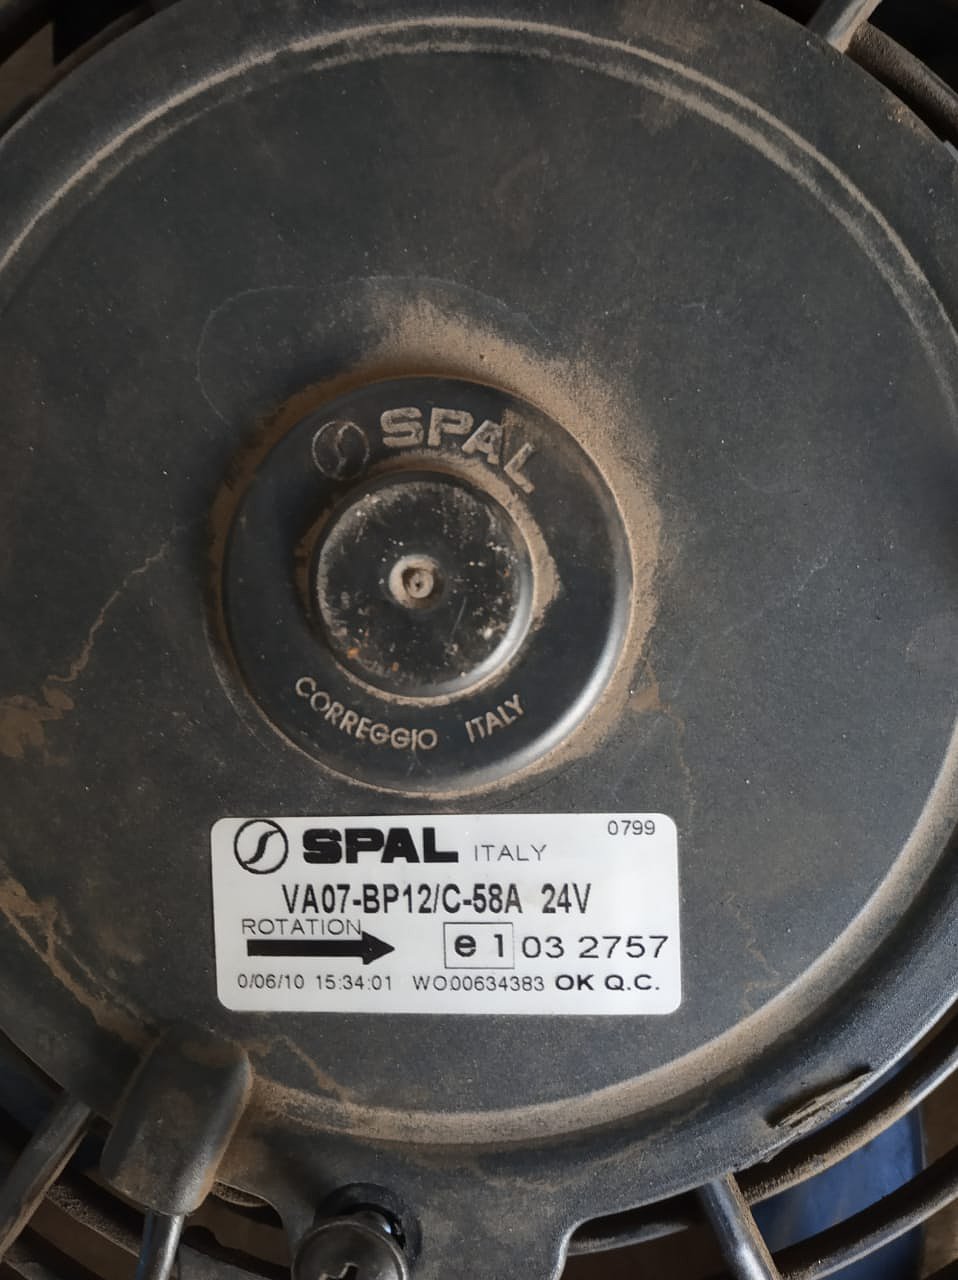 SPAL
CORREGGIO ITALY
SPAL ITALY 0799
VA07-BP12/C-58A 24V
ROTATION
e 1 03 2757
0/06/10 15:34:01 WO00634383 OK Q.C.